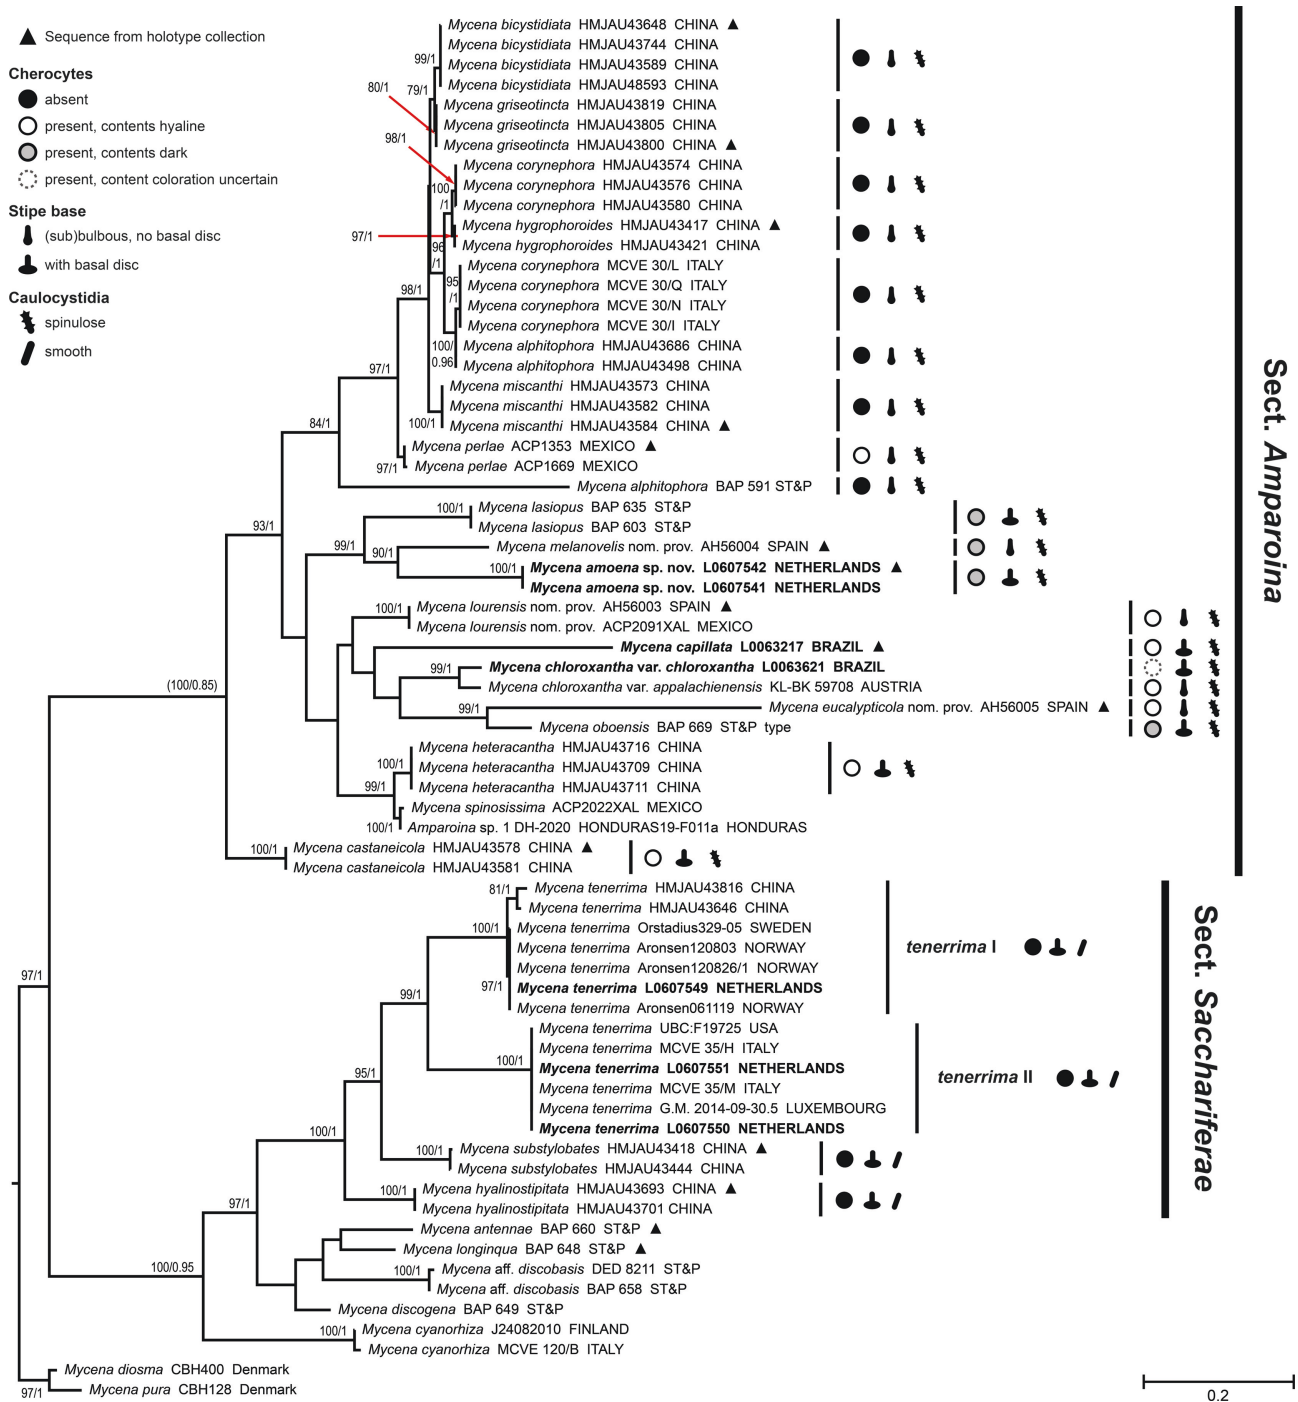 Sequence from holotype collection
Cherocytes
absent
present, contents hyaline
present, contents dark
present, content coloration uncertain
Stipe base
(sub)bulbous, no basal disc
with basal disc
Caulocystidia
spinulose
smooth
Mycena bicystidiata HMJAU43648 CHINA ▲
Mycena bicystidiata HMJAU43744 CHINA
99/1
Mycena bicystidiata HMJAU43589 CHINA
Mycena bicystidiata HMJAU48593 CHINA
80/1
79/1
Mycena griseotincta HMJAU43819 CHINA
Mycena griseotincta HMJAU43805 CHINA
98/1
Mycena griseotincta HMJAU43800 CHINA ▲
Mycena corynephora HMJAU43574 CHINA
100
/1
Mycena corynephora HMJAU43576 CHINA
Mycena corynephora HMJAU43580 CHINA
Mycena hygrophoroides HMJAU43417 CHINA ▲
97/1
96
/1
Mycena hygrophoroides HMJAU43421 CHINA
Mycena corynephora MCVE 30/L ITALY
95
/1
Mycena corynephora MCVE 30/Q ITALY
98/1
Mycena corynephora MCVE 30/N ITALY
Mycena corynephora MCVE 30/I ITALY
100/
0.96
Mycena alphitophora HMJAU43686 CHINA
Mycena alphitophora HMJAU43498 CHINA
97/1
Mycena miscanthi HMJAU43573 CHINA
Mycena miscanthi HMJAU43582 CHINA
100/1
Mycena miscanthi HMJAU43584 CHINA ▲
84/1
Mycena perlae ACP1353 MEXICO ▲
97/1
Mycena perlae ACP1669 MEXICO
Mycena alphitophora BAP 591 ST&P
100/1
Mycena lasiopus BAP 635 ST&P
93/1
Mycena lasiopus BAP 603 ST&P
99/1
90/1
Mycena melanovelis nom. prov. AH56004 SPAIN ▲
100/1
Mycena amoena sp. nov. L0607542 NETHERLANDS ▲
Mycena amoena sp. nov. L0607541 NETHERLANDS
100/1
Mycena lourensis nom. prov. AH56003 SPAIN ▲
Mycena lourensis nom. prov. ACP2091XAL MEXICO
Mycena capillata L0063217 BRAZIL ▲
99/1
Mycena chloroxantha var. chloroxantha L0063621 BRAZIL
(100/0.85)
Mycena chloroxantha var. appalachienensis KL-BK 59708 AUSTRIA
99/1
Mycena eucalypticola nom. prov. AH56005 SPAIN ▲
Mycena oboensis BAP 669 ST&P type
Mycena heteracantha HMJAU43716 CHINA
100/1
Mycena heteracantha HMJAU43709 CHINA
99/1
Mycena heteracantha HMJAU43711 CHINA
Mycena spinosissima ACP2022XAL MEXICO
100/1
Amparoina sp. 1 DH-2020 HONDURAS19-F011a HONDURAS
100/1
Mycena castaneicola HMJAU43578 CHINA ▲
Mycena castaneicola HMJAU43581 CHINA
Sect. Amparoina
81/1
Mycena tenerrima HMJAU43816 CHINA
Mycena tenerrima HMJAU43646 CHINA
100/1
Mycena tenerrima Orstadius329-05 SWEDEN
Mycena tenerrima Aronsen120803 NORWAY
tenerrima I
Mycena tenerrima Aronsen120826/1 NORWAY
97/1
97/1
Mycena tenerrima L0607549 NETHERLANDS
99/1
Mycena tenerrima Aronsen061119 NORWAY
Mycena tenerrima UBC:F19725 USA
Mycena tenerrima MCVE 35/H ITALY
100/1
Mycena tenerrima L0607551 NETHERLANDS
tenerrima II
95/1
Mycena tenerrima MCVE 35/M ITALY
Mycena tenerrima G.M. 2014-09-30.5 LUXEMBOURG
100/1
Mycena tenerrima L0607550 NETHERLANDS
100/1
Mycena substylobates HMJAU43418 CHINA ▲
Mycena substylobates HMJAU43444 CHINA
100/1
Mycena hyalinostipitata HMJAU43693 CHINA ▲
97/1
Mycena hyalinostipitata HMJAU43701 CHINA
Sect. Sacchariferae
Mycena antennae BAP 660 ST&P ▲
Mycena longinqua BAP 648 ST&P ▲
100/0.95
100/1
Mycena aff. discobasis DED 8211 ST&P
Mycena aff. discobasis BAP 658 ST&P
Mycena discogena BAP 649 ST&P
100/1
Mycena cyanorhiza J24082010 FINLAND
Mycena cyanorhiza MCVE 120/B ITALY
Mycena diosma CBH400 Denmark
97/1
Mycena pura CBH128 Denmark
0.2